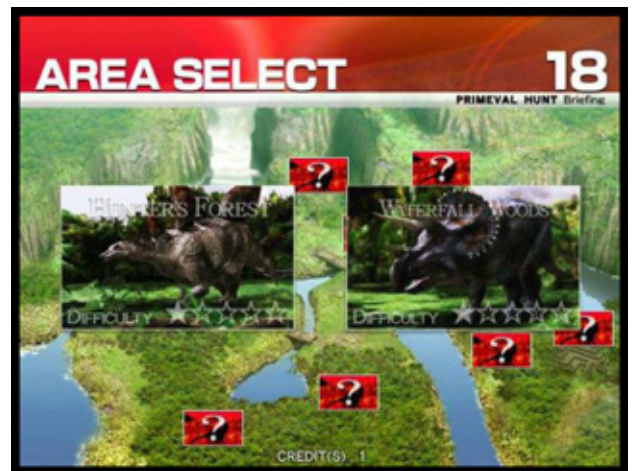 AREA SELECT
18
PRIMEVAL HUNT Briefing
?
?
HUNTER'S FOREST
WATERFALL WOODS
DIFFICULTY
DIFFICULTY
?
?
?
?
CREDIT(S) 1